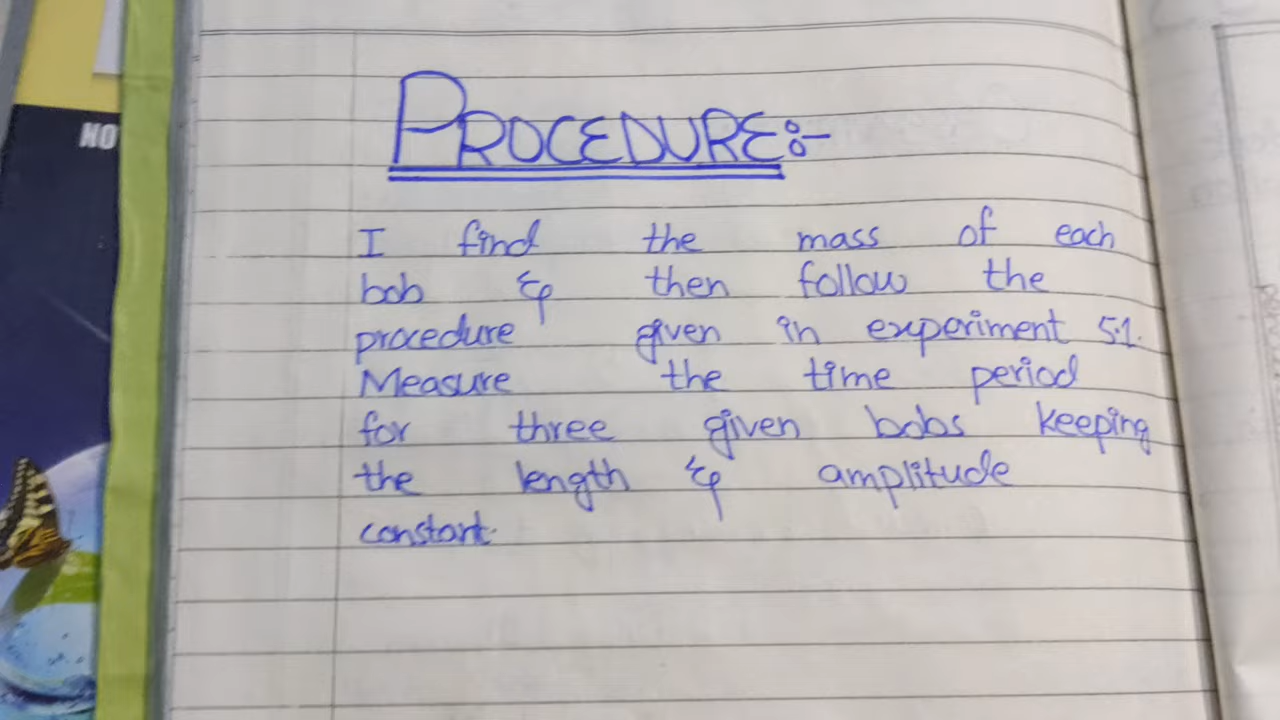 PROCEDURE:-
I find the mass of each
bob & then follow the
procedure given in experiment 5.1.
Measure the time period
for three given bobs keeping
the length & amplitude
constant.
NO